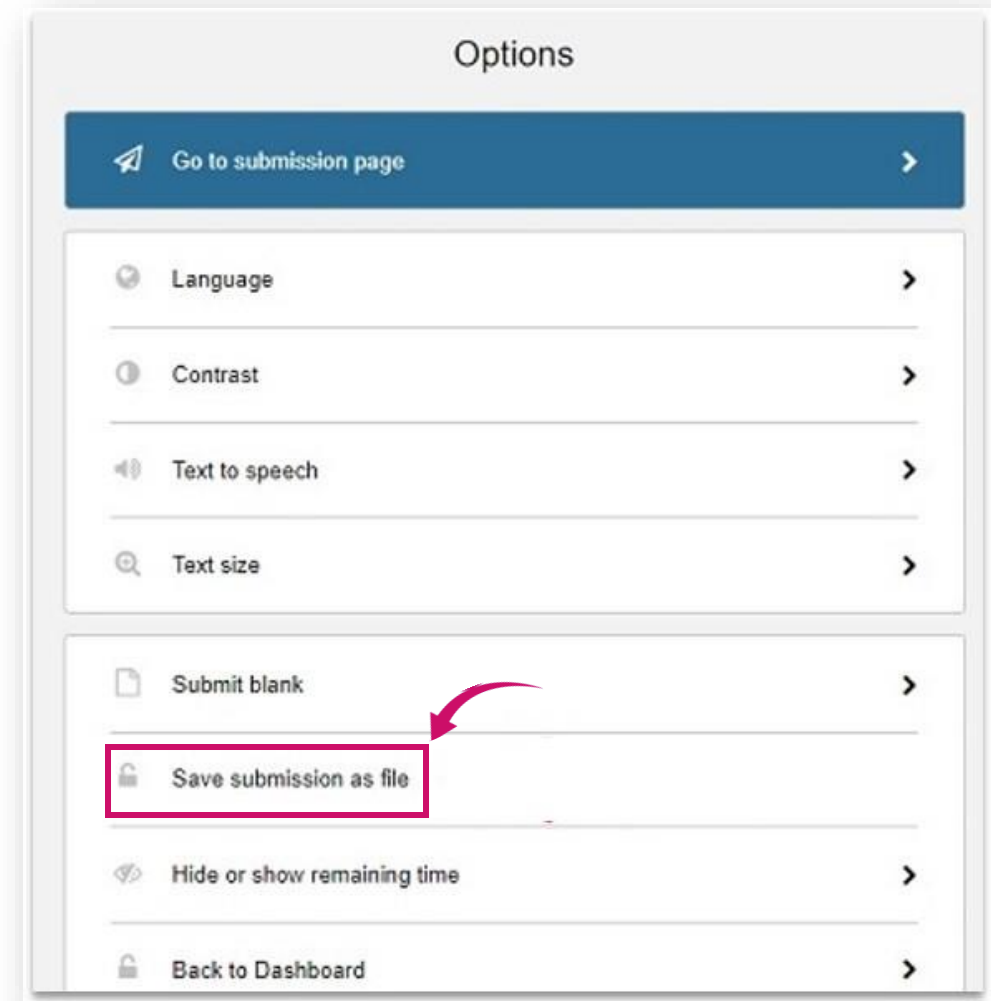 Options
Go to submission page
Language
Contrast
Text to speech
Text size
Submit blank
Save submission as file
Hide or show remaining time
Back to Dashboard